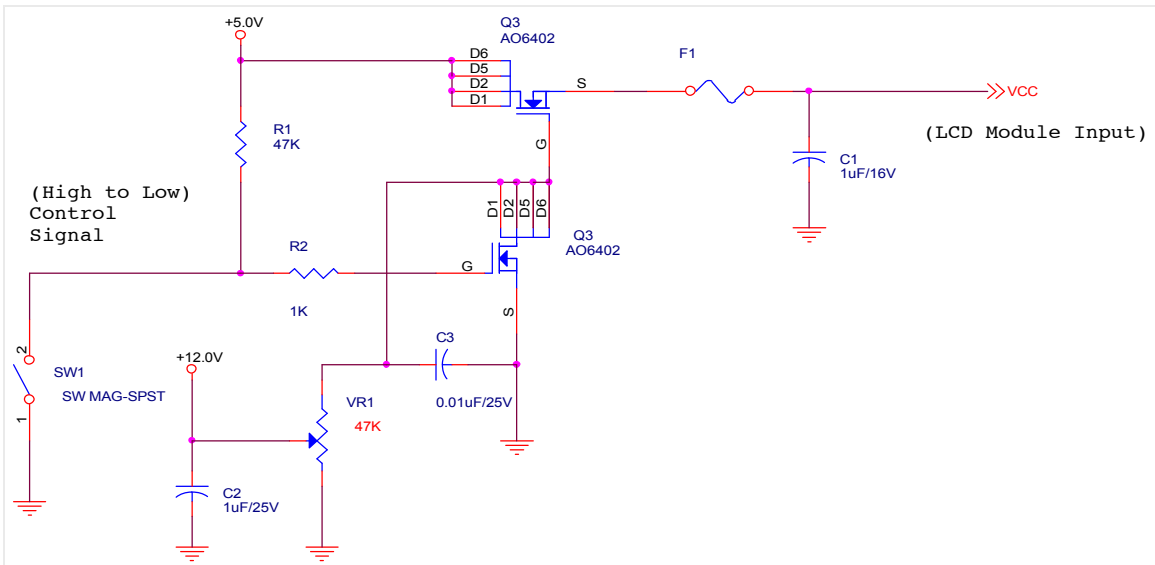 +5.0V
Q3
AO6402
D6
D5
D2
D1
S
G
F1
VCC
(LCD Module Input)
R1
47K
C1
1uF/16V
(High to Low)
Control
Signal
D1
D2
D5
D6
Q3
AO6402
R2
1K
G
S
C3
0.01uF/25V
2
SW1
SW MAG-SPST
1
+12.0V
VR1
47K
C2
1uF/25V